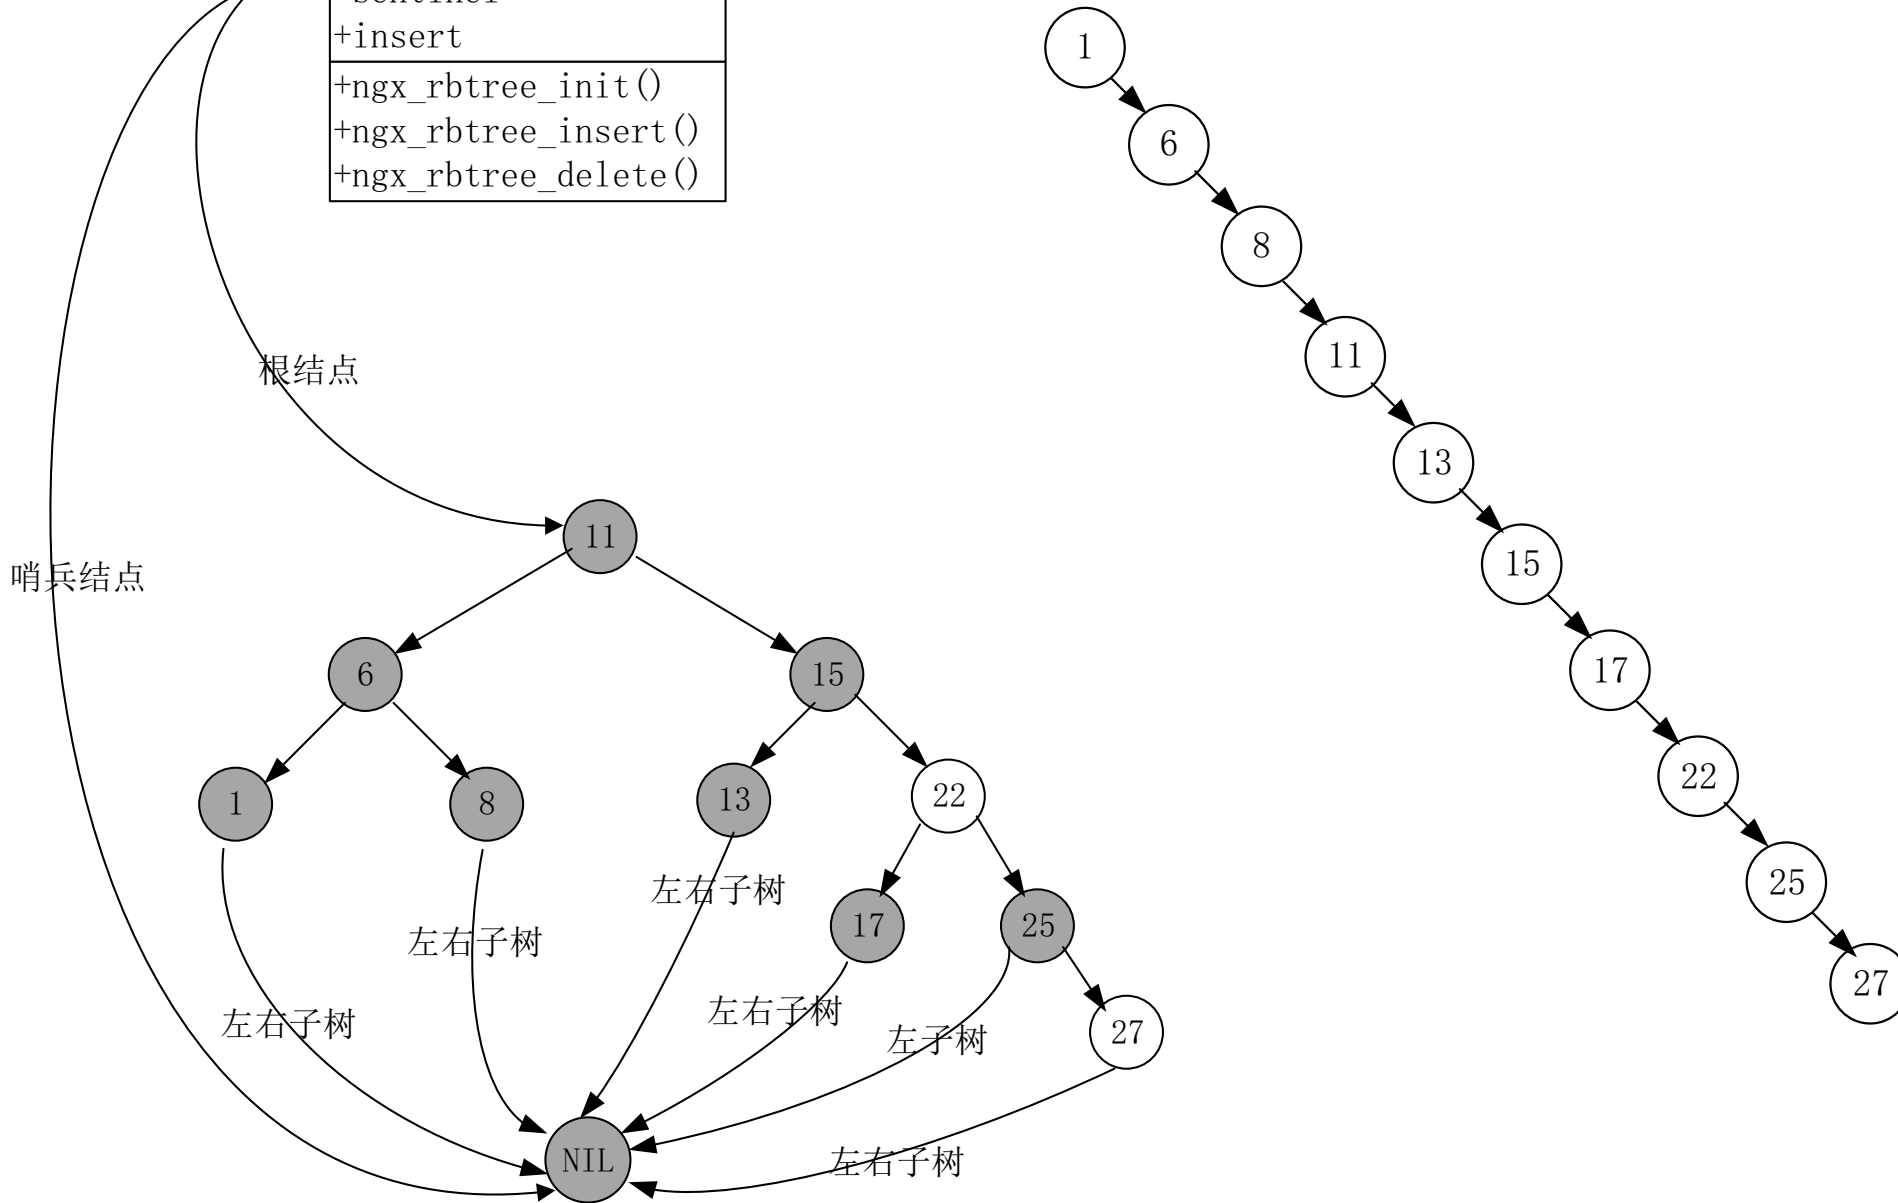 +insert
+ngx_rbtree_init()
+ngx_rbtree_insert()
+ngx_rbtree_delete()
1
6
8
11
13
15
17
22
25
27
根结点
哨兵结点
11
6
15
1
8
13
22
17
25
27
左右子树
左右子树
左右子树
左右子树
左子树
左右子树
NIL